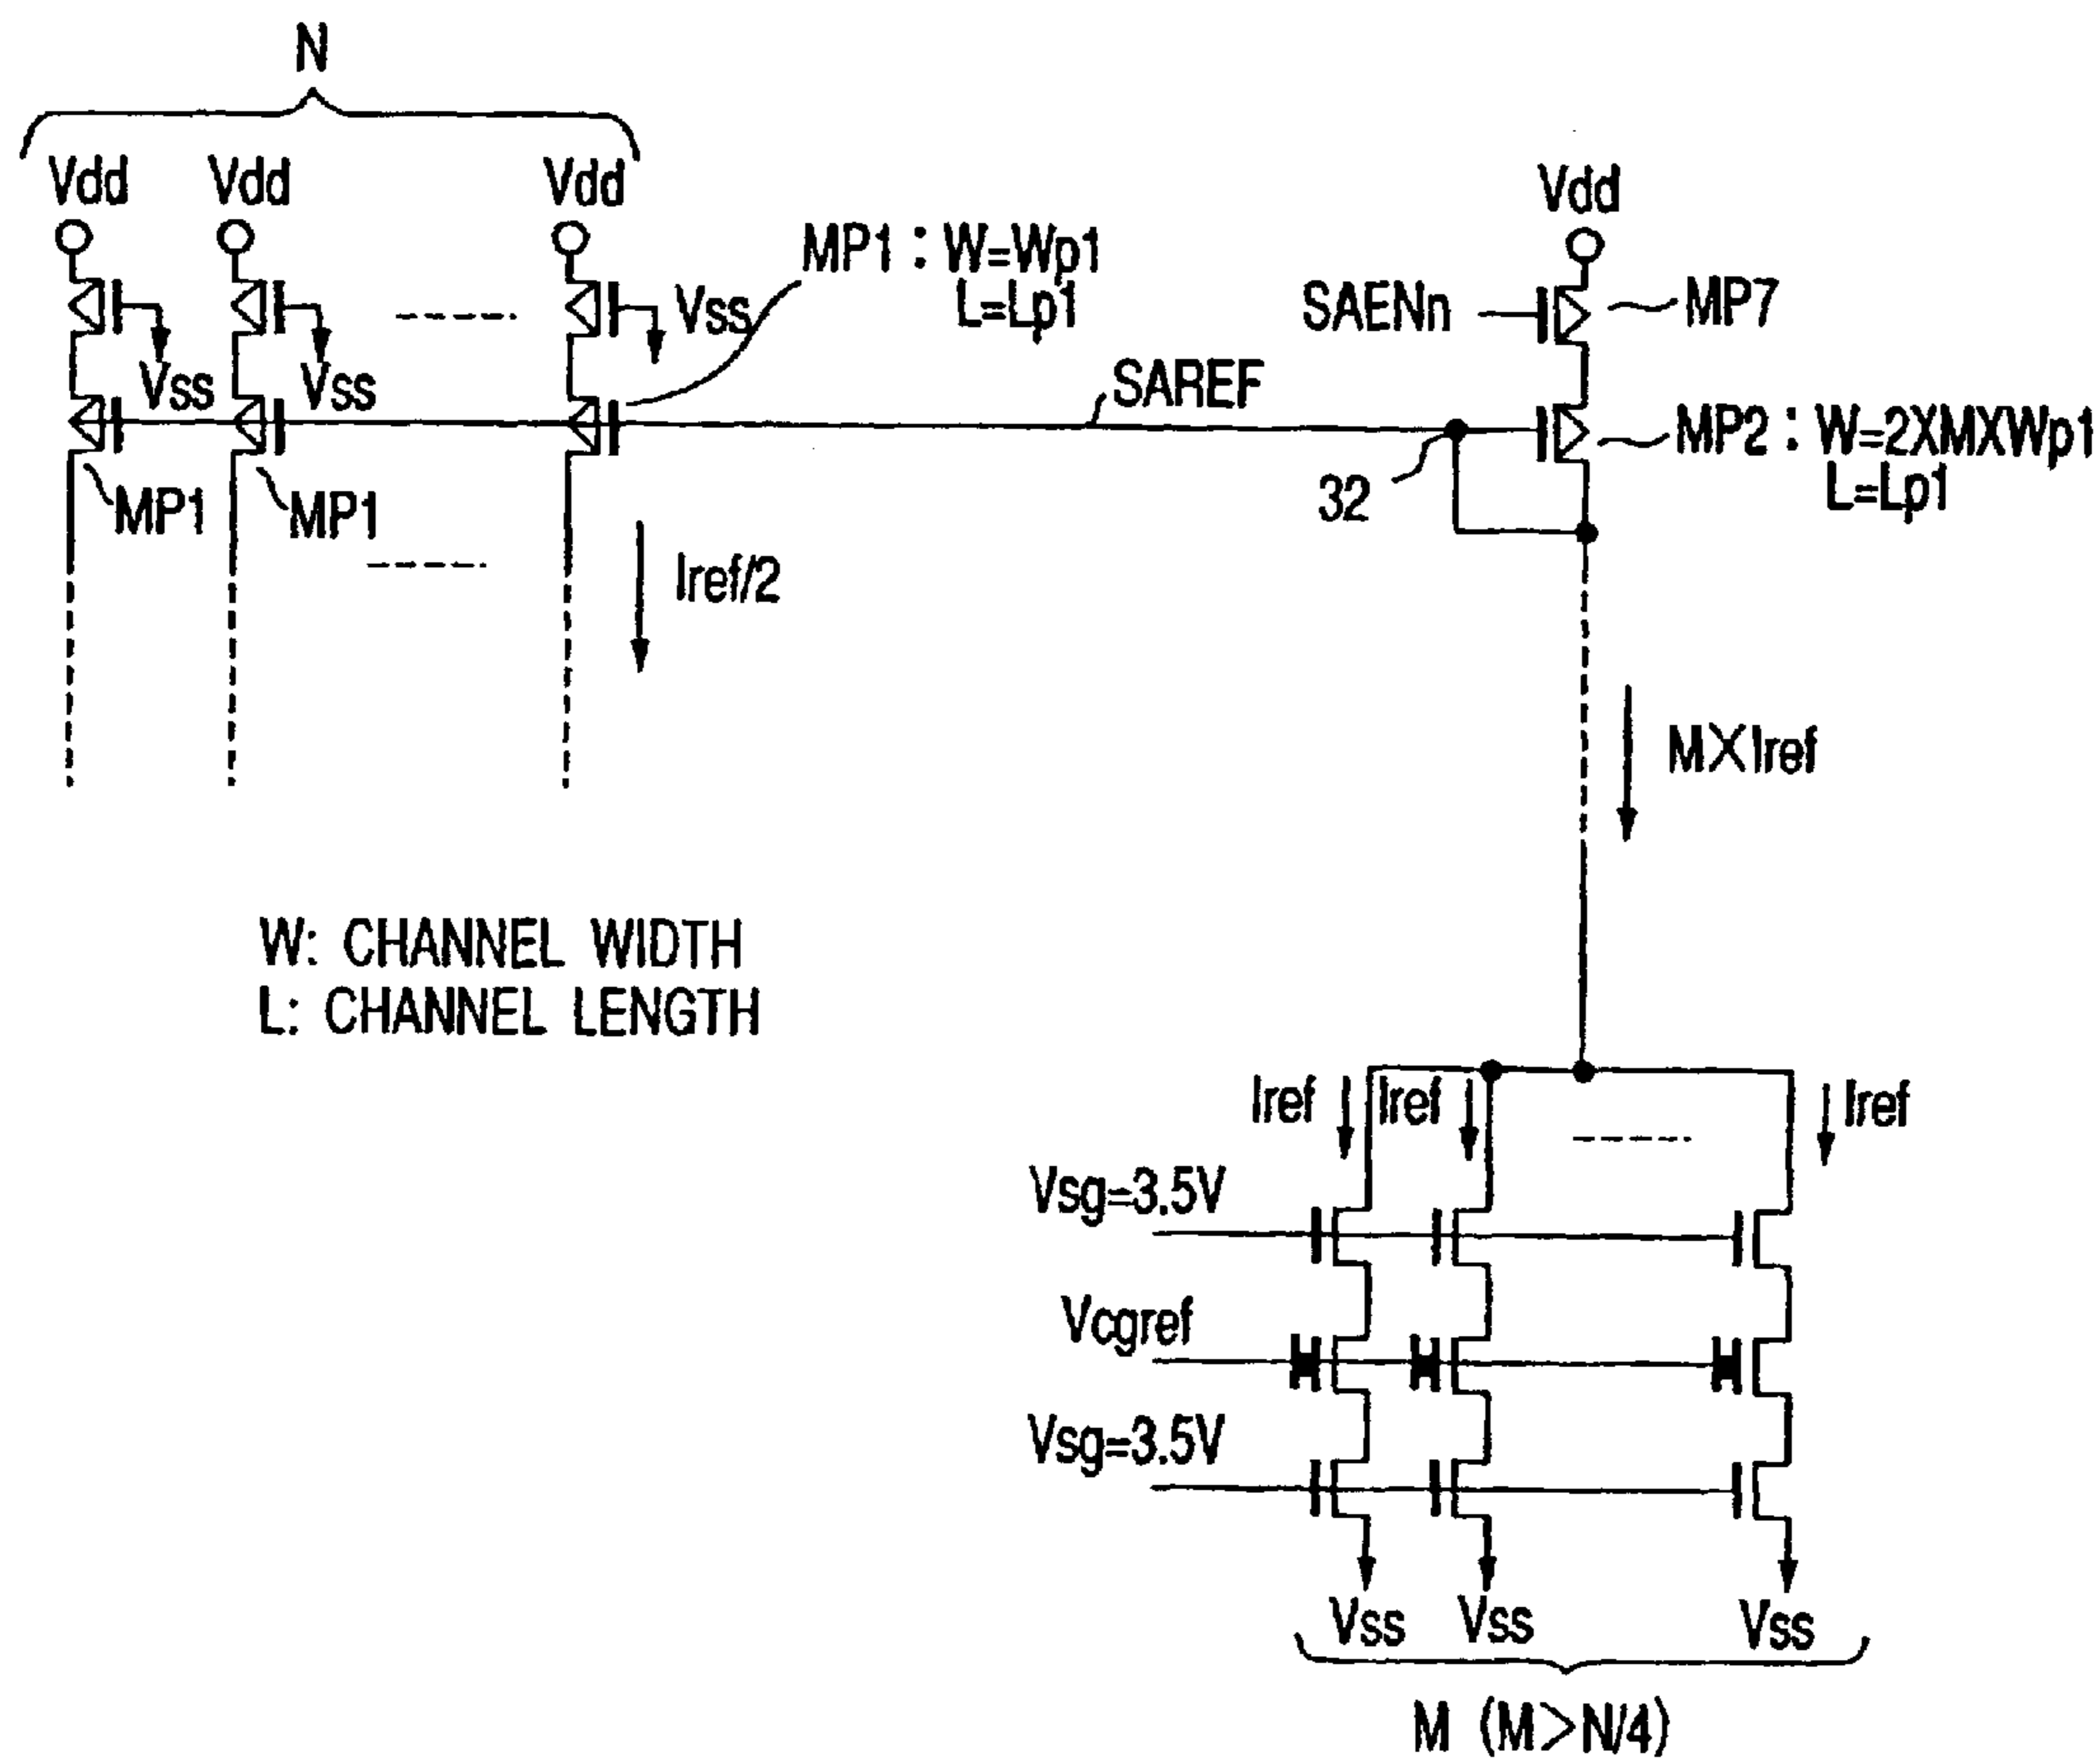 N
Vdd Vdd Vdd
Vdd
MP1 : W=Wp1
L=Lp1
Vss
SAENn
MP7
Vss Vss
SAREF
MP2 : W=2XMXWp1
L=Lp1
32
MP1 MP1
Iref/2
MXIref
W: CHANNEL WIDTH
L: CHANNEL LENGTH
Iref Iref Iref
Vsg=3.5V
Vcgref
Vsg=3.5V
Vss Vss Vss
M (M>N/4)